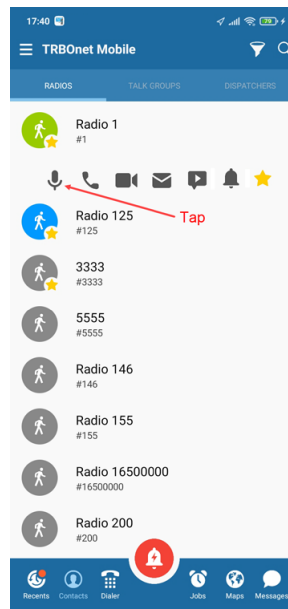 17:40
79
TRBOnet Mobile
RADIOS TALK GROUPS DISPATCHERS
Radio 1
#1
Tap
Radio 125
#125
3333
#3333
5555
#5555
Radio 146
#146
Radio 155
#155
Radio 16500000
#16500000
Radio 200
#200
Recents Contacts Dialer Jobs Maps Messages